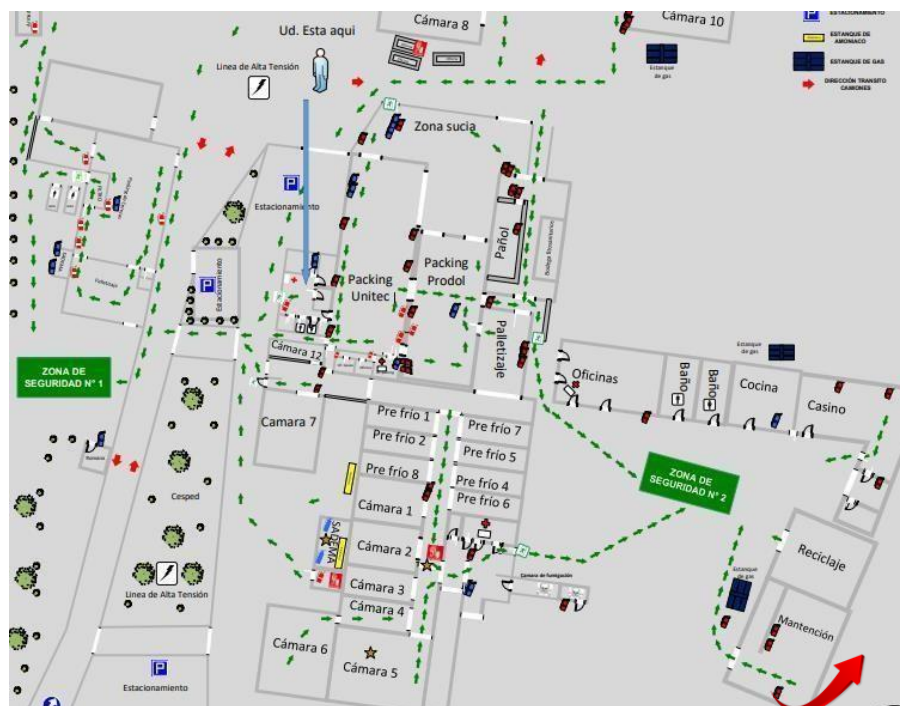 Cámara 8
Cámara 10
ESTACIONAMIENTO
Ud. Esta aqui
ESTANQUE DE
AMONIACO
Linea de Alta Tensión
Estanque
de gas
ESTANQUE DE GAS
DIRECCIÓN TRANSITO
CAMIONES
Zona sucia
P
Estacionamiento
Pañol
Packing
Prodol
Packing
Unitec
P
Estacionamiento
Palletizaje
Cámara 12
ZONA DE
SEGURIDAD N° 1
Estanque
de gas
Oficinas
Baño
Baño
Cocina
Casino
Camara 7
Pre frío 1
Pre frío 7
Pre frío 2
Pre frío 5
Pre frío 8
Pre frío 4
Pre frío 6
ZONA DE
SEGURIDAD N° 2
Cesped
Cámara 1
SADEMA
Cámara 2
Reciclaje
Cámara 3
Camara de fumigación
Estanque
de gas
Linea de Alta Tensión
Cámara 4
Mantención
Cámara 6
Cámara 5
P
Estacionamiento